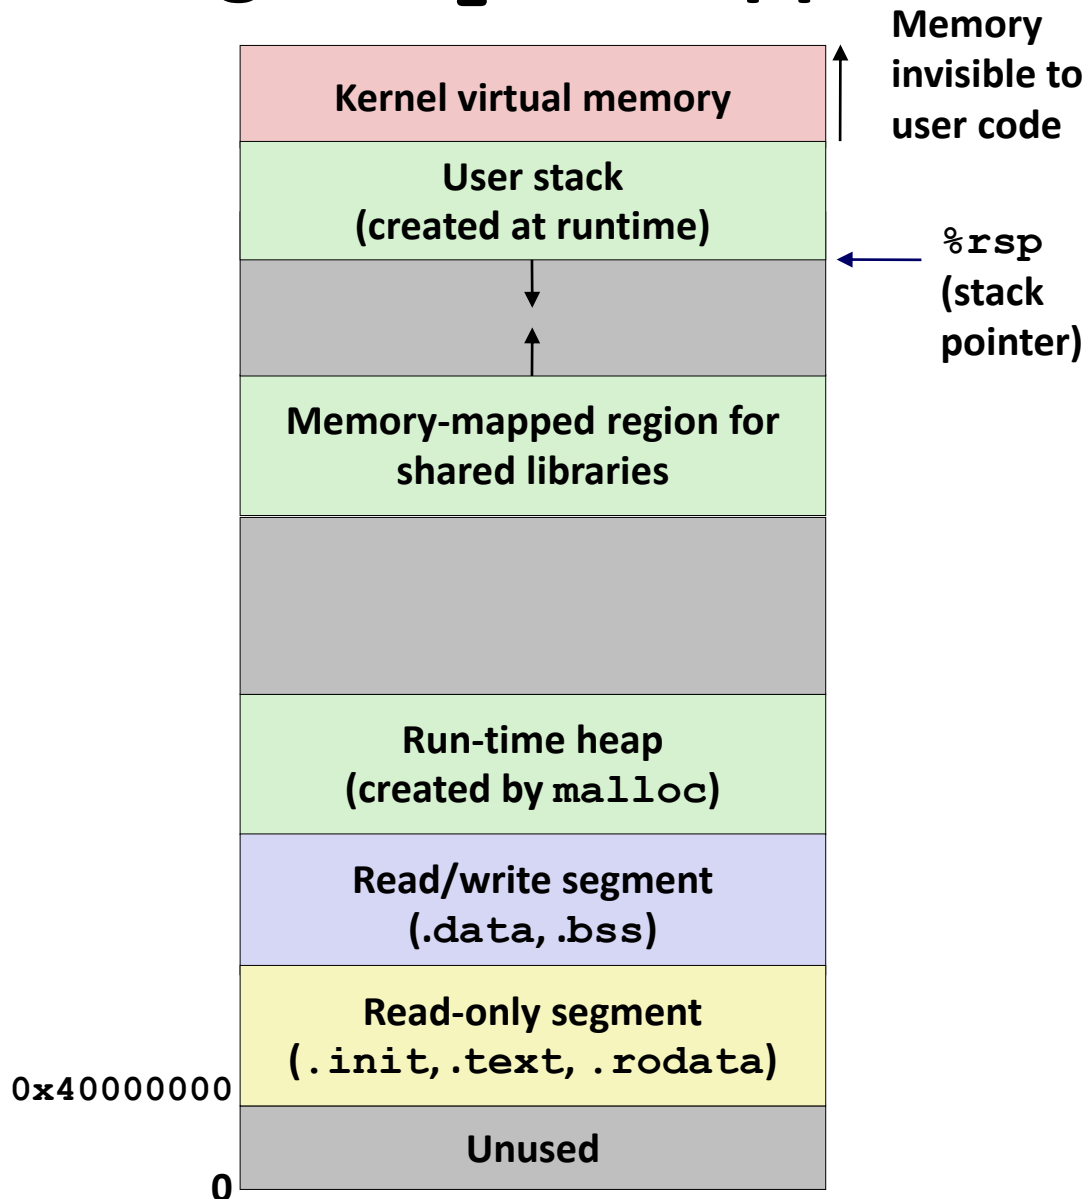 Memory
invisible to
user code
Kernel virtual memory
User stack
(created at runtime)
%rsp
(stack
pointer)
Memory-mapped region for
shared libraries
Run-time heap
(created by malloc)
Read/write segment
(.data, .bss)
Read-only segment
(.init, .text, .rodata)
0x40000000
Unused
0